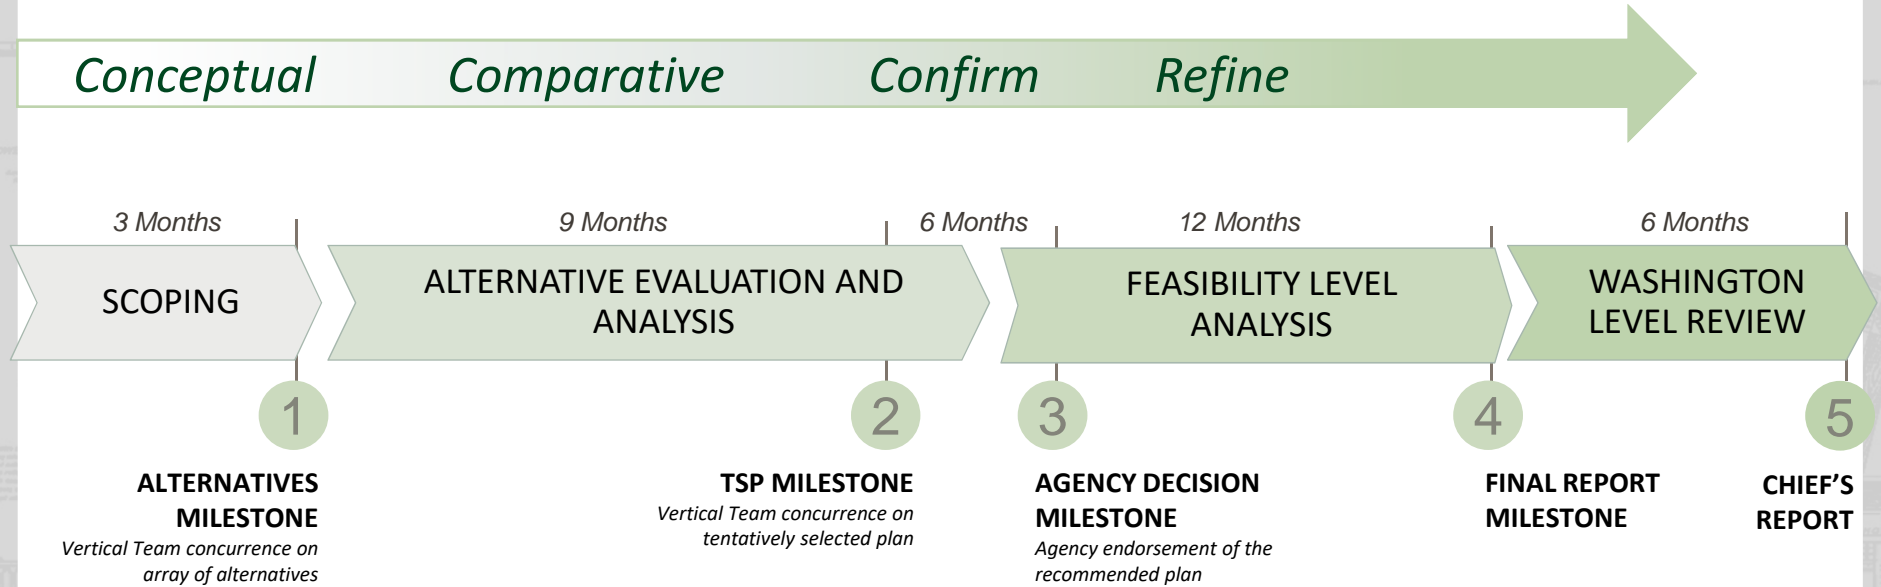 Conceptual Comparative Confirm Refine
3 Months 9 Months 6 Months 12 Months 6 Months
SCOPING
ALTERNATIVE EVALUATION AND
ANALYSIS
FEASIBILITY LEVEL
ANALYSIS
WASHINGTON
LEVEL REVIEW
1
ALTERNATIVES
MILESTONE
Vertical Team concurrence on
array of alternatives
2
TSP MILESTONE
Vertical Team concurrence on
tentatively selected plan
3
AGENCY DECISION
MILESTONE
Agency endorsement of the
recommended plan
4
FINAL REPORT
MILESTONE
5
CHIEF'S
REPORT